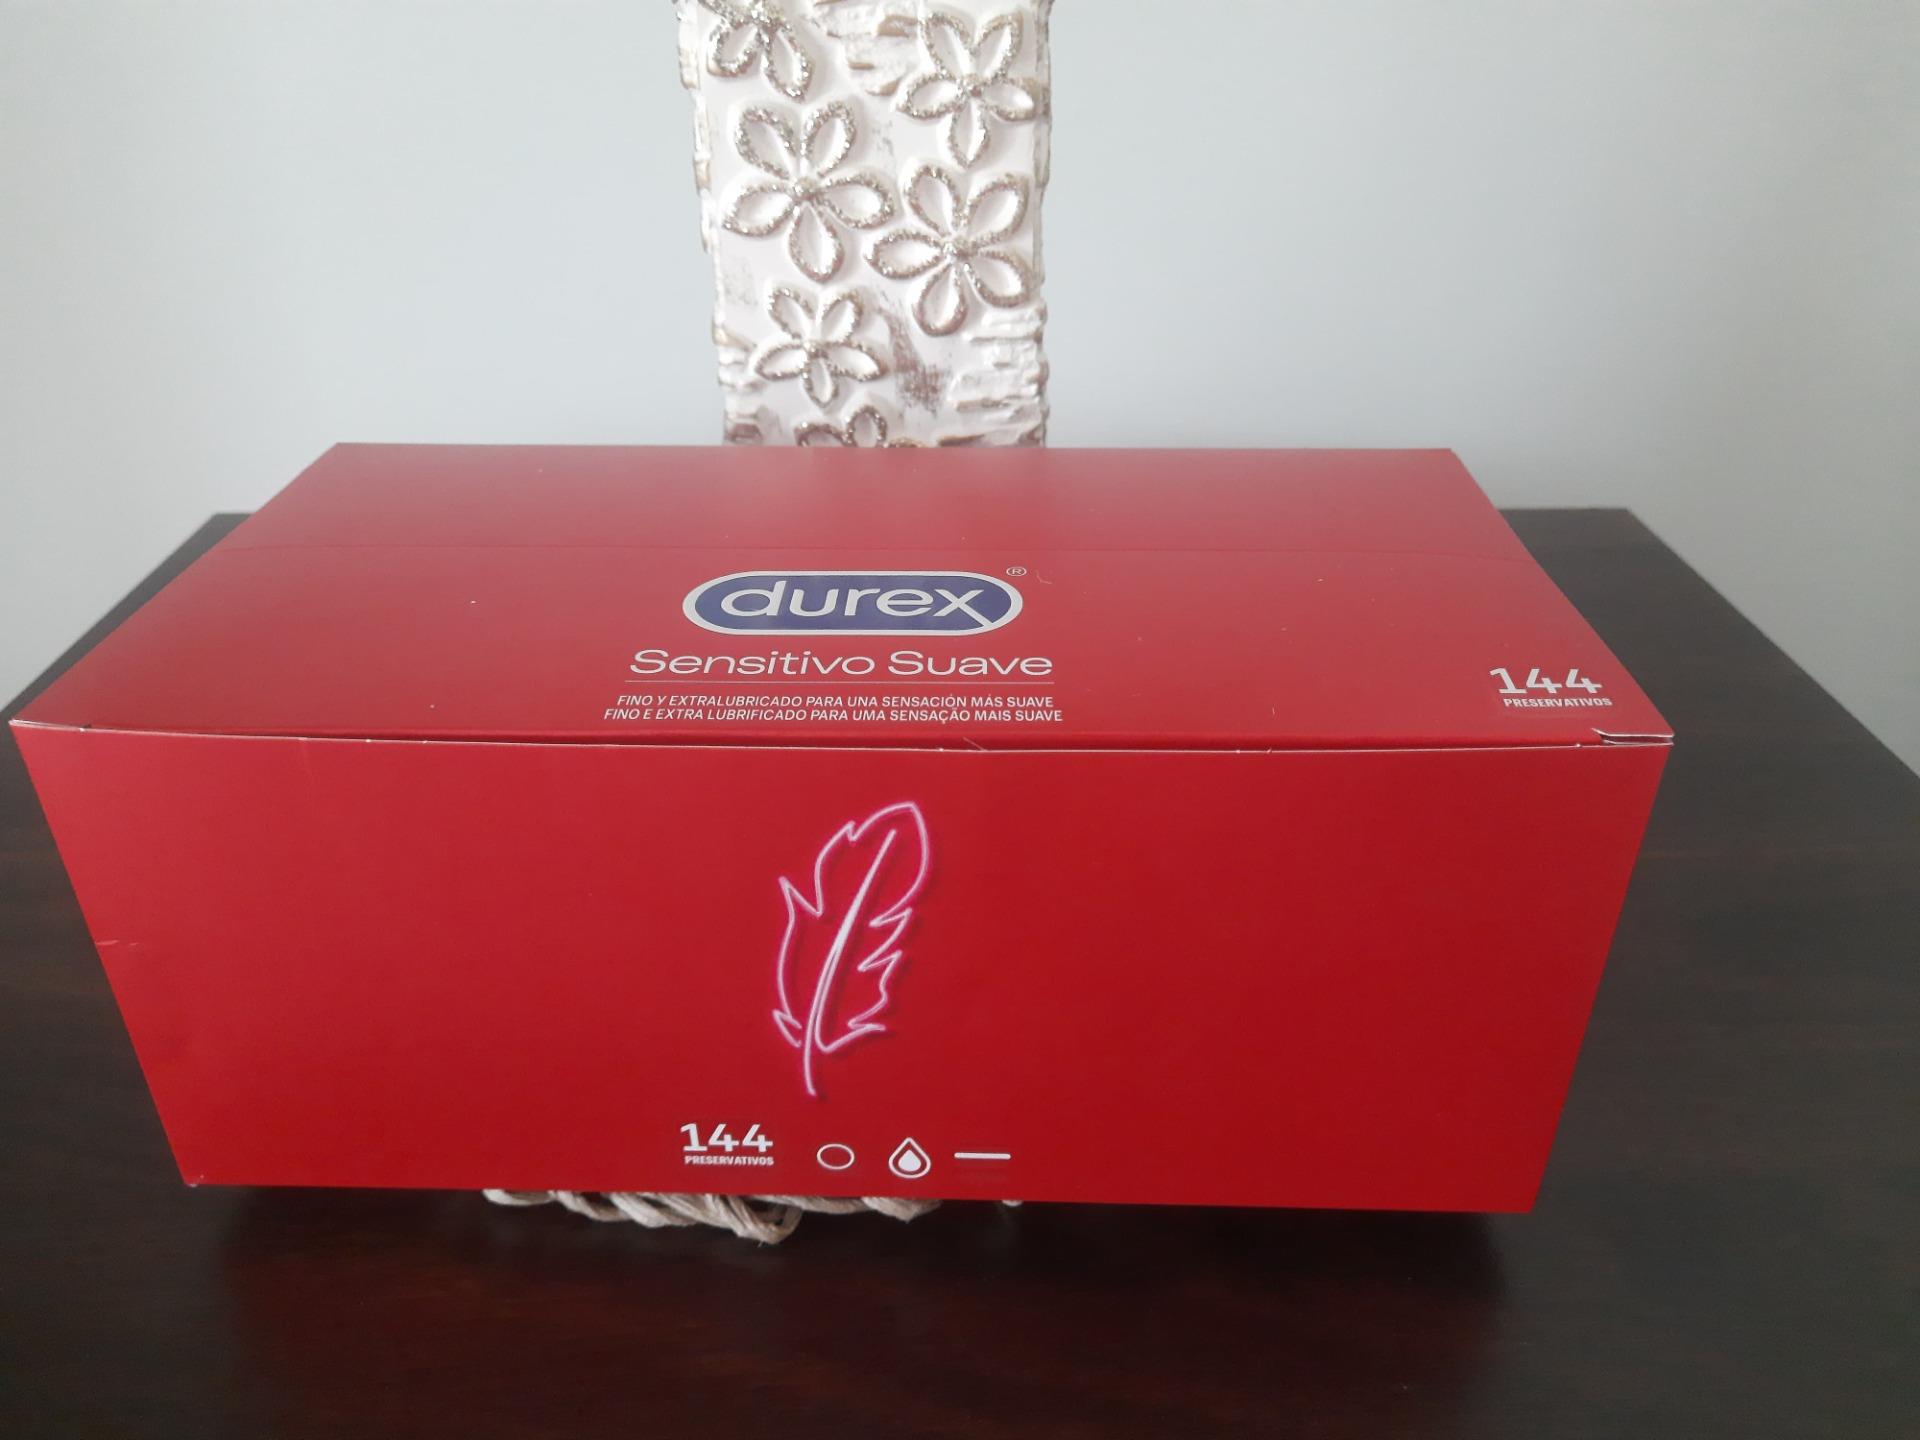 durex®
Sensitivo Suave
FINO Y EXTRALUBRICADO PARA UNA SENSACIÓN MÁS SUAVE
FINO E EXTRA LUBRIFICADO PARA UMA SENSAÇÃO MAIS SUAVE
144
PRESERVATIVOS
144
PRESERVATIVOS